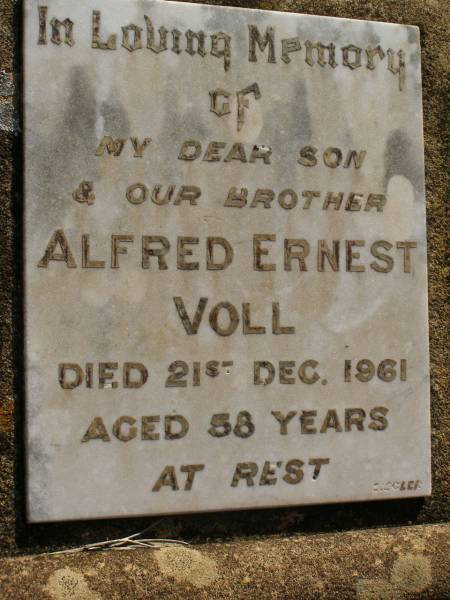 In Loving Memory
OF
MY DEAR SON
& OUR BROTHER
ALFRED ERNEST
VOLL
DIED 21ST DEC. 1961
AGED 58 YEARS
AT REST